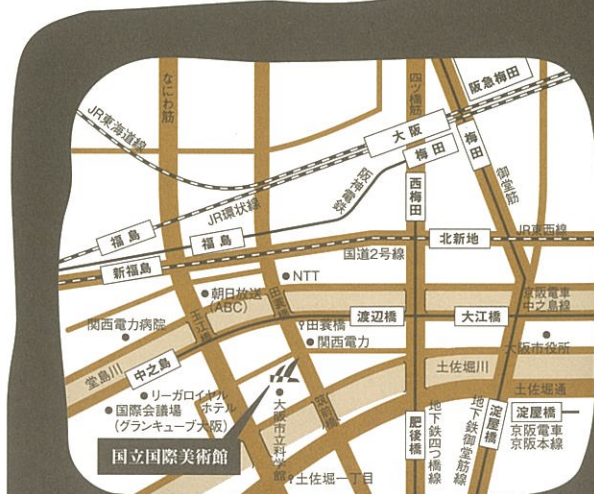 なにわ筋
四ツ橋筋
阪急梅田
JR東海道線
大阪
梅田
梅田
御堂筋
阪神電鉄
西梅田
JR環状線
福島
福島
北新地
JR東西線
国道2号線
新福島
NTT
朝日放送
(ABC)
田蓑橋
玉江橋
京阪電車
中之島線
関西電力病院
渡辺橋
大江橋
田蓑橋
関西電力
大阪市役所
堂島川
中之島
土佐堀川
リーガロイヤル
ホテル
国際会議場
(グランキューブ大阪)
大阪市立科学館
筑前橋
土佐堀通
肥後橋
地下鉄四つ橋線
地下鉄御堂筋線
淀屋橋
淀屋橋
京阪電車
京阪本線
国立国際美術館
土佐堀一丁目